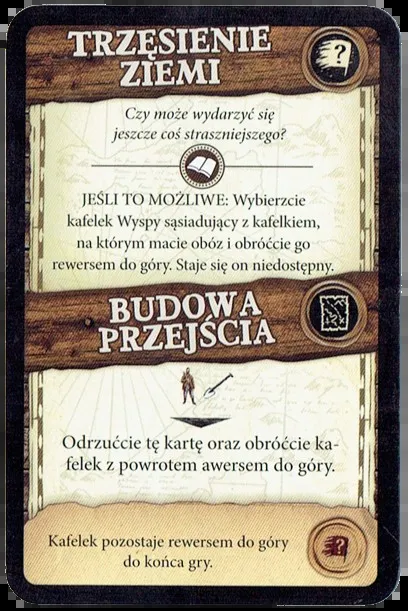 TRZĘSIENIE
ZIEMI
?
Czy może wydarzyć się
jeszcze coś straszniejszego?
JEŚLI TO MOŻLIWE: Wybierzcie
kafelek Wyspy sąsiadujący z kafelkiem,
na którym macie obóz i obróćcie go
rewersem do góry. Staje się on niedostępny.
BUDOWA
PRZEJŚCIA
Odrzućcie tę kartę oraz obróćcie ka-
felek z powrotem awersem do góry.
Kafelek pozostaje rewersem do góry
do końca gry.
?